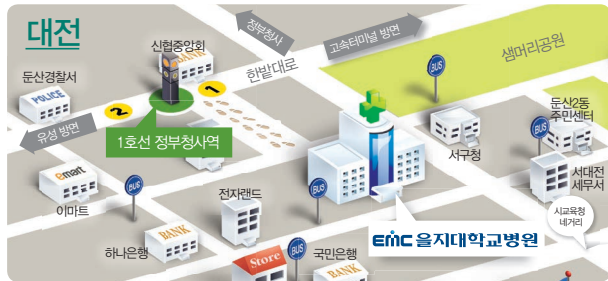 대전
정부청사
고속터미널 방면
샘머리공원
신협중앙회
BANK
한밭대로
BUS
둔산경찰서
POLICE
2
1
둔산2동
주민센터
유성 방면
1호선 정부청사역
서구청
BUS
서대전
세무서
emart
이마트
BUS
전자랜드
BUS
시교육청
네거리
EMC 을지대학교병원
BANK
하나은행
BUS
국민은행
Store
BANK